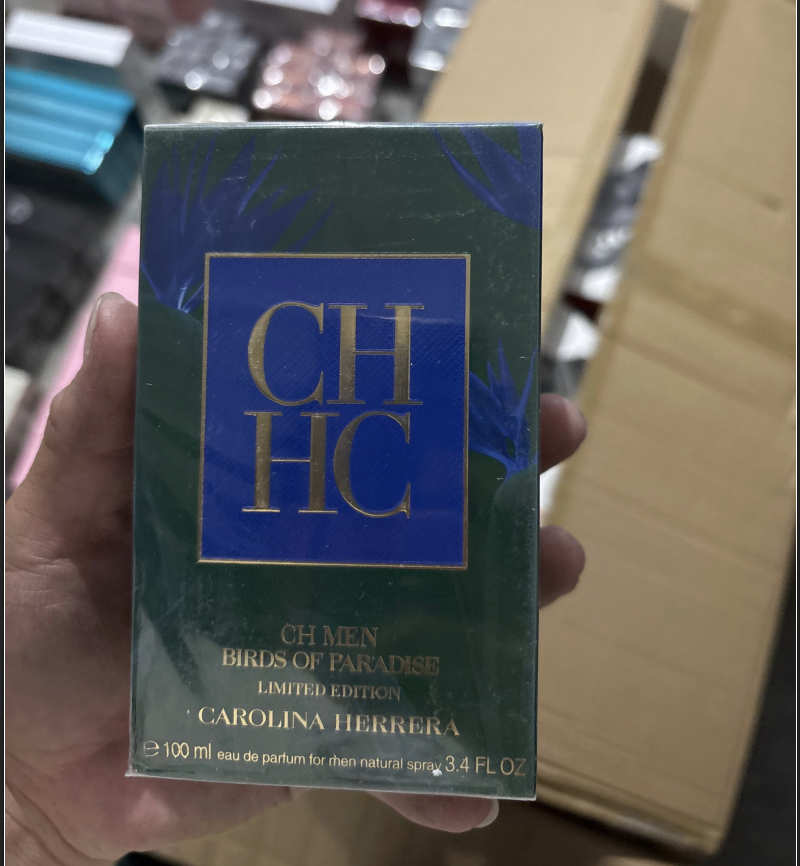 CH
HC
CH MEN
BIRDS OF PARADISE
LIMITED EDITION
CAROLINA HERRERA
℮ 100 ml eau de parfum for men natural spray 3.4 FL OZ